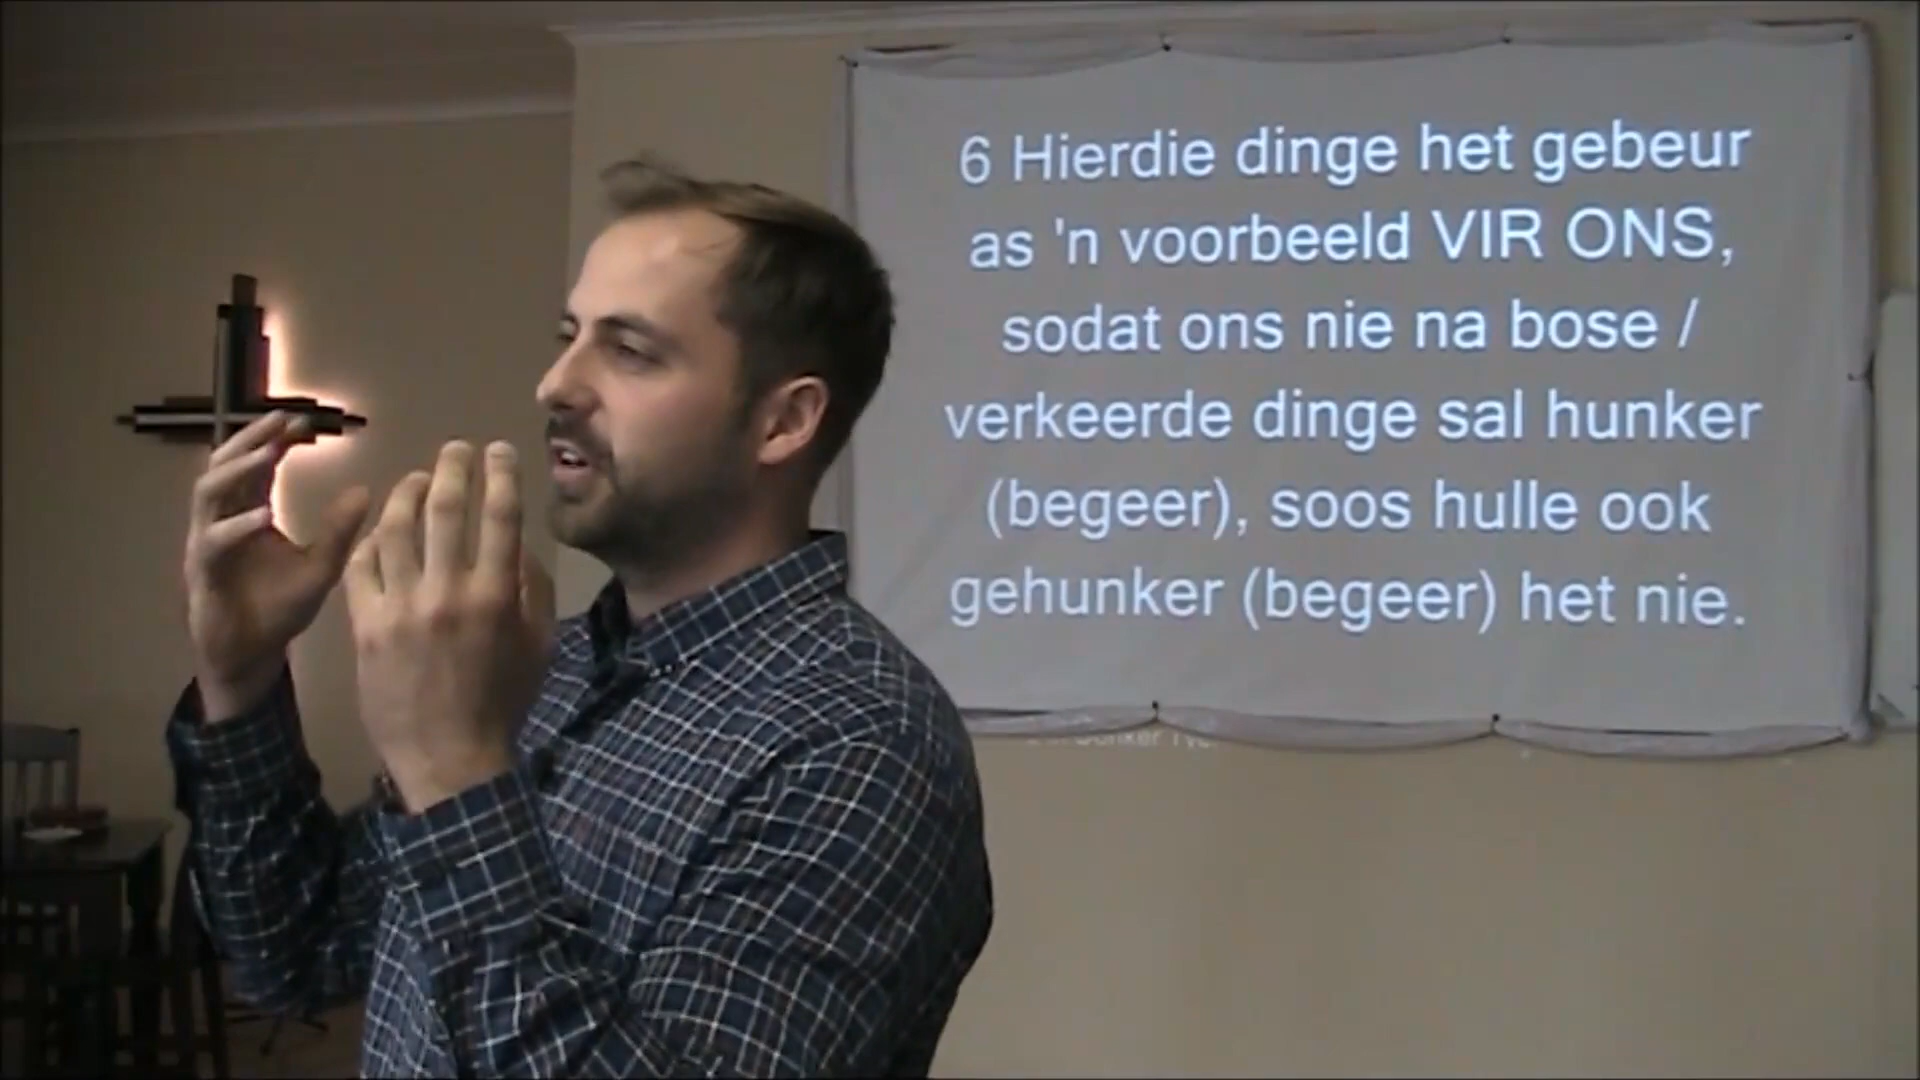 6 Hierdie dinge het gebeur
as 'n voorbeeld VIR ONS,
sodat ons nie na bose /
verkeerde dinge sal hunker
(begeer), soos hulle ook
gehunker (begeer) het nie.